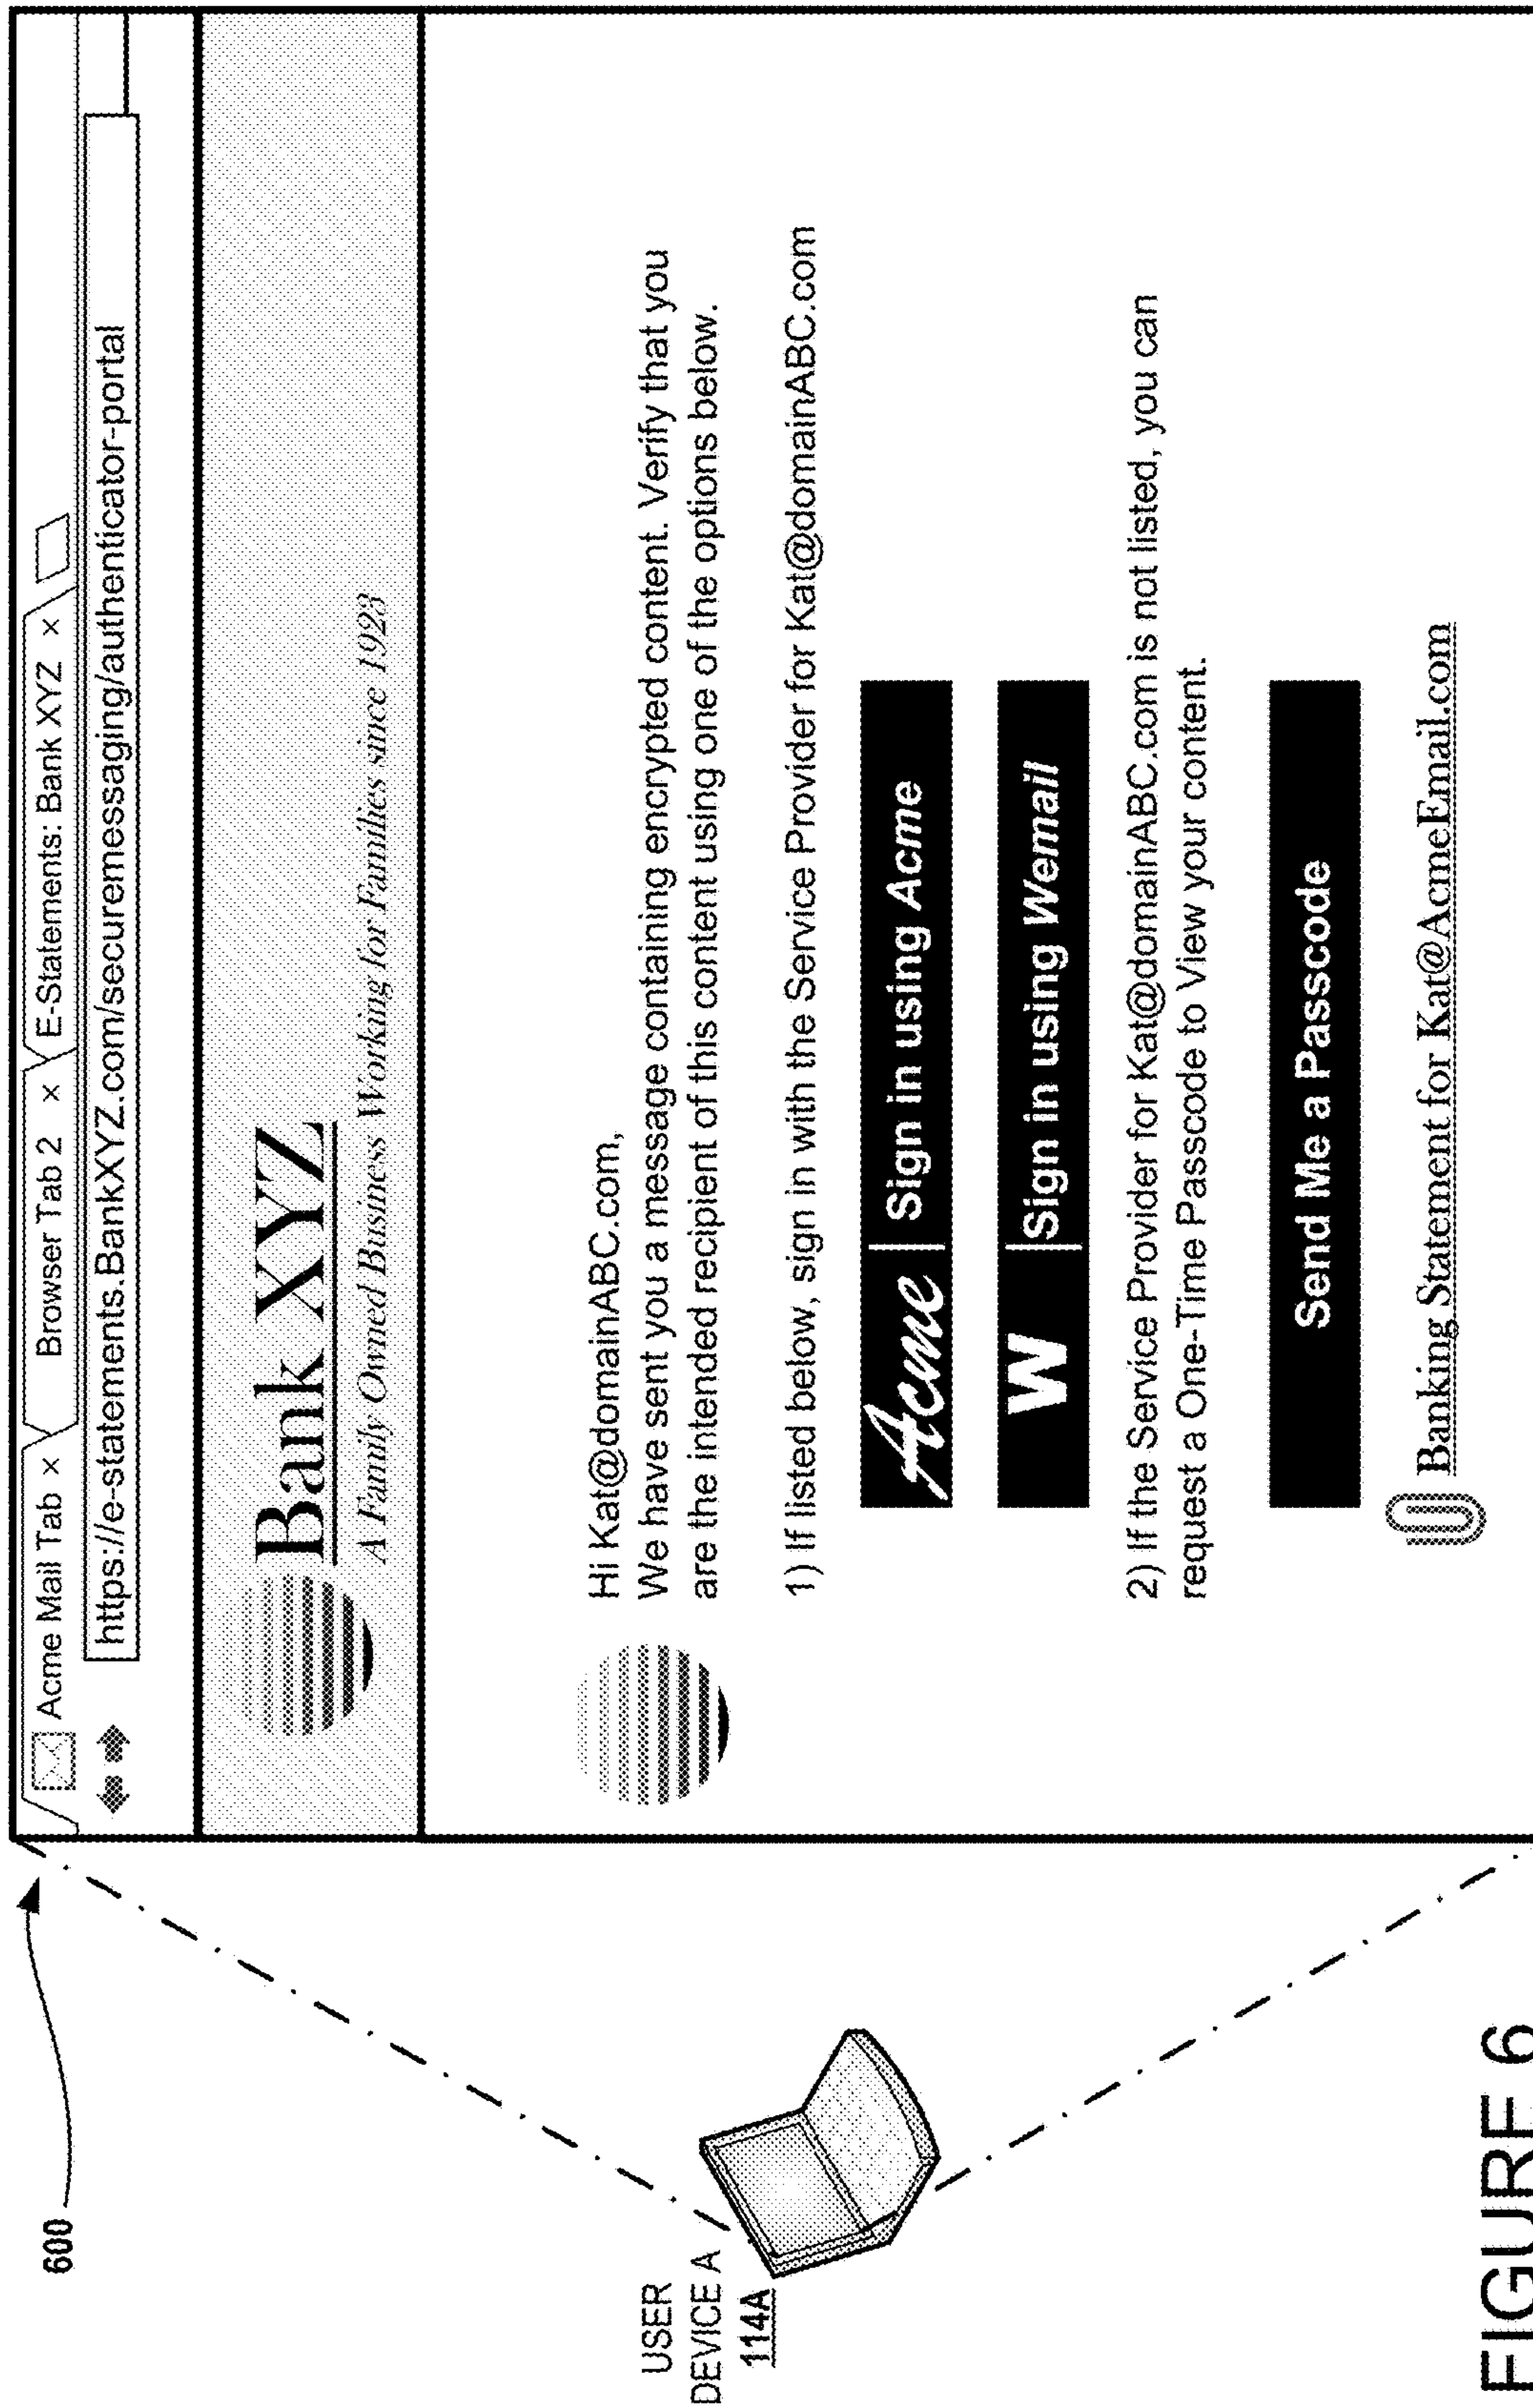 600
Acme Mail Tab × Browser Tab 2 × E-Statements: Bank XYZ ×
https://e-statements.BankXYZ.com/securemessaging/authenticator-portal
Bank XYZ
A Family Owned Business Working for Families since 1923
Hi Kat@domainABC.com,
We have sent you a message containing encrypted content. Verify that you
are the intended recipient of this content using one of the options below.
1) If listed below, sign in with the Service Provider for Kat@domainABC.com
Acme | Sign in using Acme
W | Sign in using Wemail
2) If the Service Provider for Kat@domainABC.com is not listed, you can
request a One-Time Passcode to View your content.
Send Me a Passcode
Banking Statement for Kat@AcmeEmail.com
USER
DEVICE A
114A
FIGURE 6